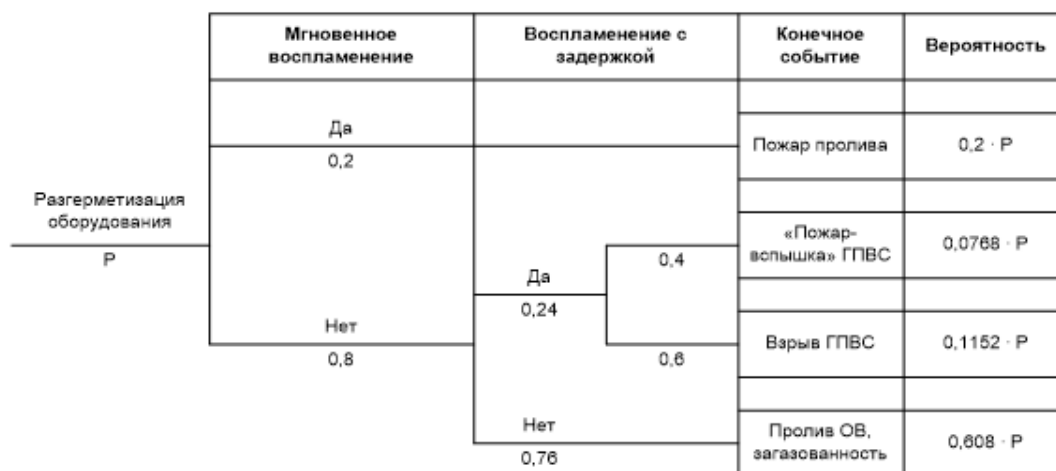 Мгновенное
воспламенение
Воспламенение с
задержкой
Конечное
событие
Вероятность
Да
0,2
Пожар пролива
0,2 · P
Разгерметизация
оборудования
P
«Пожар-
вспышка» ГПВС
0,0768 · P
0,4
Да
0,24
Нет
0,8
0,6
Взрыв ГПВС
0,1152 · P
Нет
0,76
Пролив ОВ,
загазованность
0,608 · P